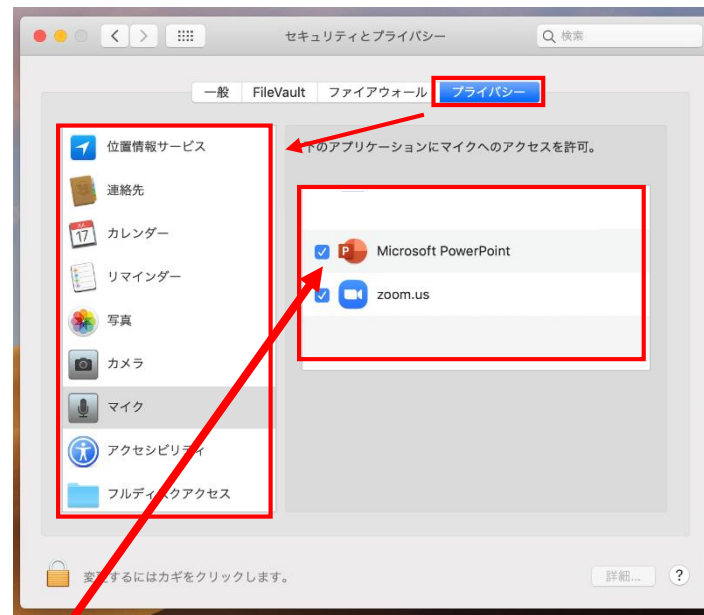 セキュリティとプライバシー
検索
一般 FileVault ファイアウォール プライバシー
位置情報サービス
下のアプリケーションにマイクへのアクセスを許可。
連絡先
17 カレンダー
リマインダー
Microsoft PowerPoint
zoom.us
写真
カメラ
マイク
アクセシビリティ
フルディスクアクセス
変更するにはカギをクリックします。
詳細... ?